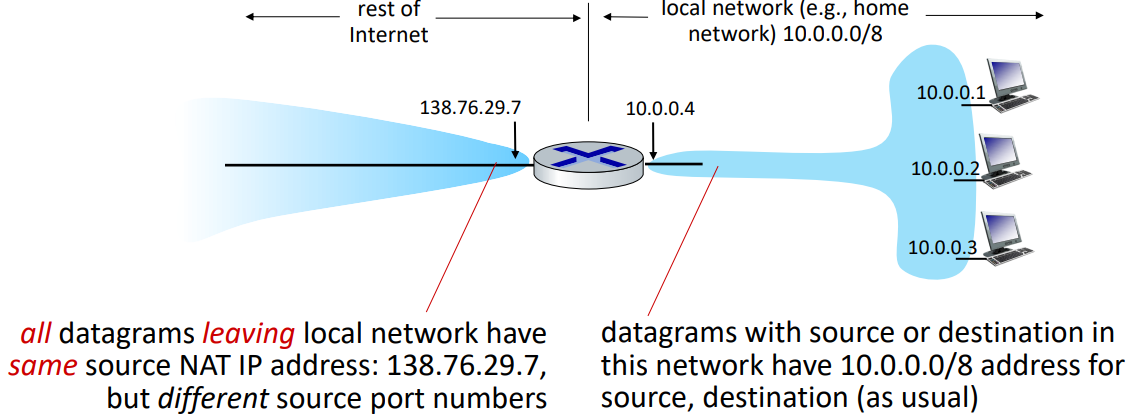 rest of
Internet
local network (e.g., home
network) 10.0.0.0/8
138.76.29.7
10.0.0.4
10.0.0.1
10.0.0.2
10.0.0.3
all datagrams leaving local network have
same source NAT IP address: 138.76.29.7,
but different source port numbers
datagrams with source or destination in
this network have 10.0.0.0/8 address for
source, destination (as usual)